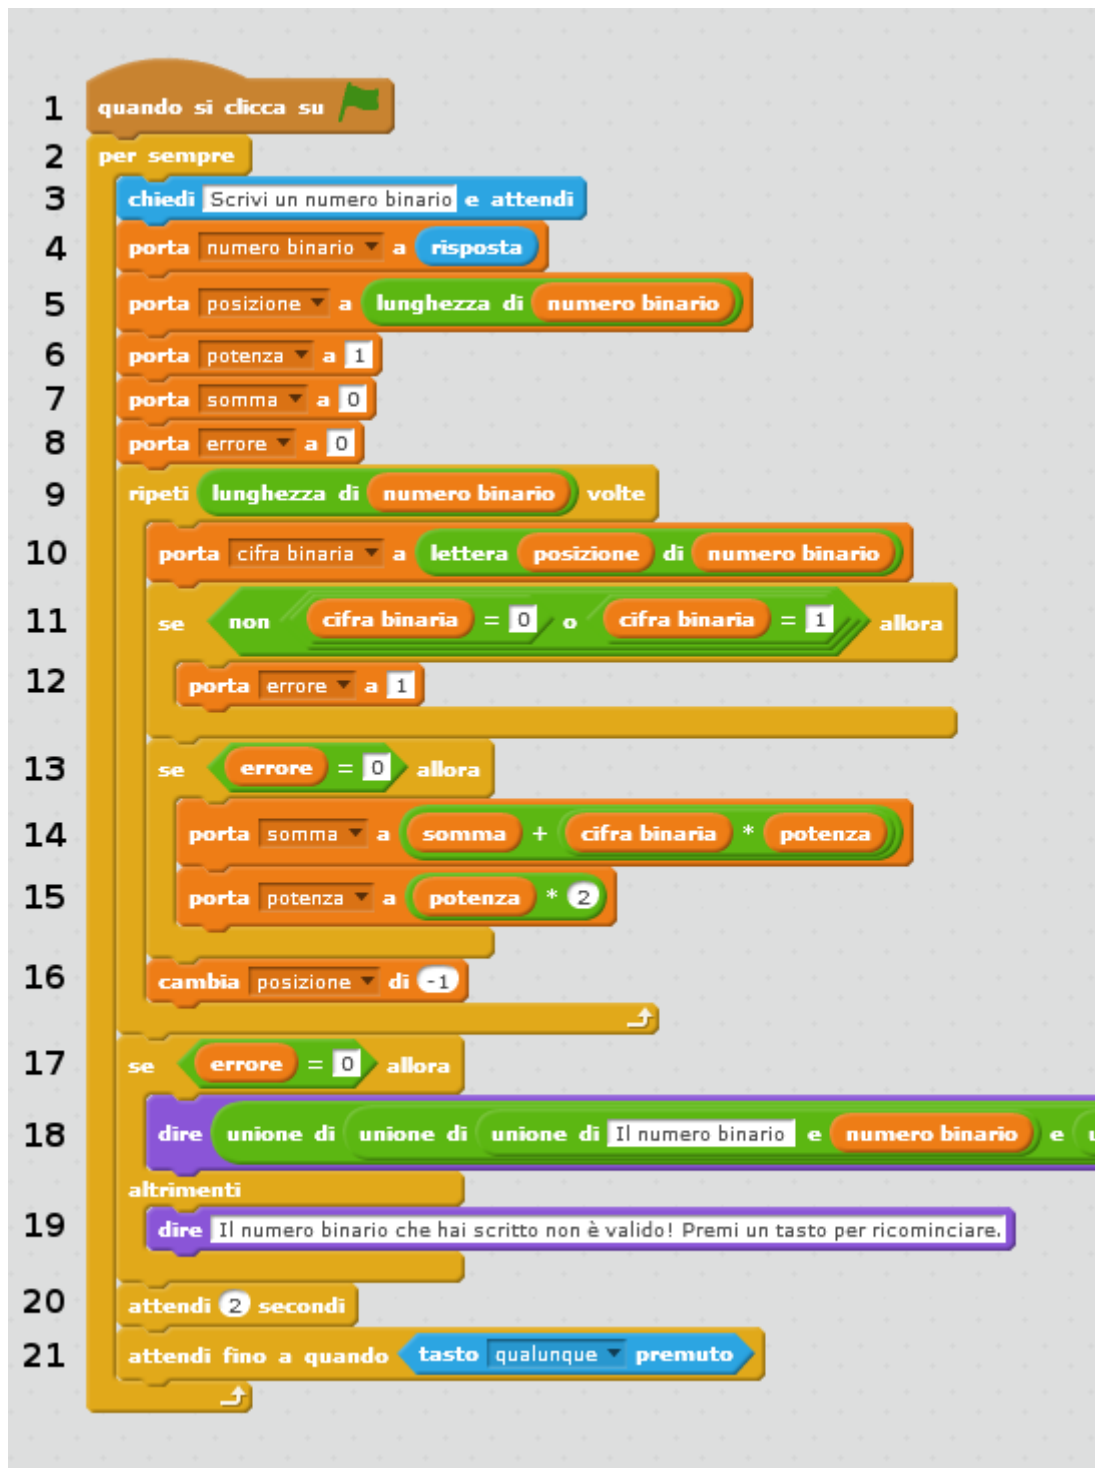 1 quando si clicca su
2 per sempre
3 chiedi Scrivi un numero binario e attendi
4 porta numero binario a risposta
5 porta posizione a lunghezza di numero binario
6 porta potenza a 1
7 porta somma a 0
8 porta errore a 0
9 ripeti lunghezza di numero binario volte
10 porta cifra binaria a lettera posizione di numero binario
11 se non cifra binaria = 0 o cifra binaria = 1 allora
12 porta errore a 1
13 se errore = 0 allora
14 porta somma a somma + cifra binaria * potenza
15 porta potenza a potenza * 2
16 cambia posizione di -1
17 se errore = 0 allora
18 dire unione di unione di unione di Il numero binario e numero binario e
altrimenti
19 dire Il numero binario che hai scritto non è valido! Premi un tasto per ricominciare.
20 attendi 2 secondi
21 attendi fino a quando tasto qualunque premuto